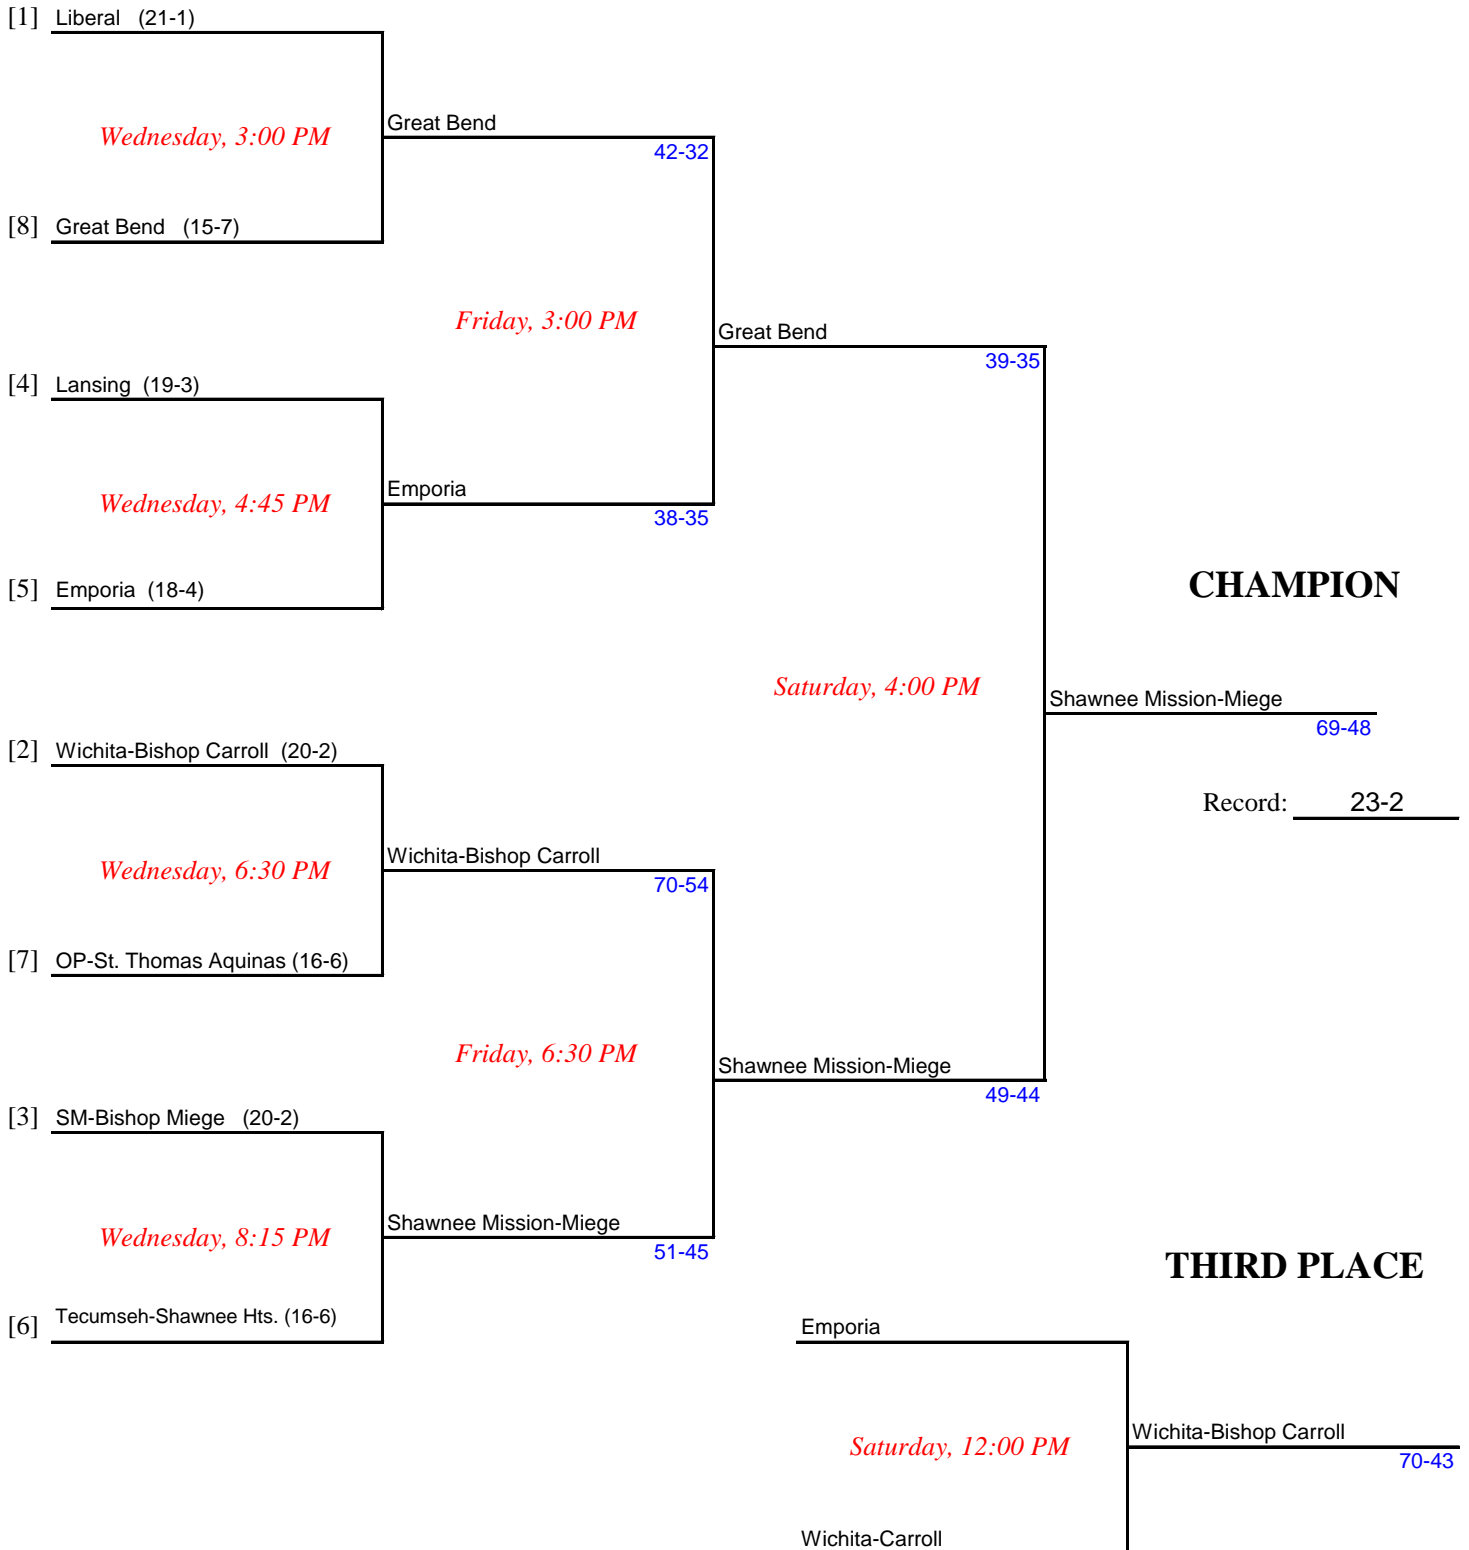 [1] Liberal (21-1)
Wednesday, 3:00 PM
Great Bend
42-32
[8] Great Bend (15-7)
Friday, 3:00 PM
Great Bend
39-35
[4] Lansing (19-3)
Wednesday, 4:45 PM
Emporia
38-35
[5] Emporia (18-4)
CHAMPION
Saturday, 4:00 PM
Shawnee Mission-Miege
69-48
Record: 23-2
[2] Wichita-Bishop Carroll (20-2)
Wednesday, 6:30 PM
Wichita-Bishop Carroll
70-54
[7] OP-St. Thomas Aquinas (16-6)
Friday, 6:30 PM
Shawnee Mission-Miege
49-44
[3] SM-Bishop Miege (20-2)
Wednesday, 8:15 PM
Shawnee Mission-Miege
51-45
[6] Tecumseh-Shawnee Hts. (16-6)
THIRD PLACE
Emporia
Saturday, 12:00 PM
Wichita-Bishop Carroll
70-43
Wichita-Carroll